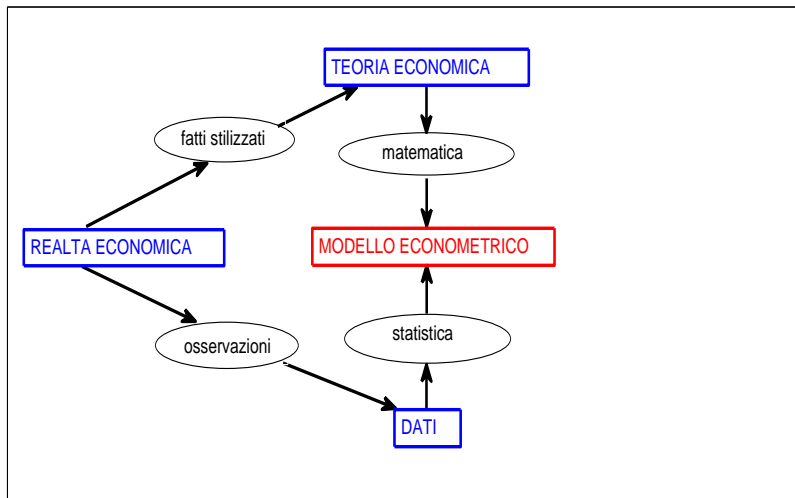 TEORIA ECONOMICA
fatti stilizzati
matematica
REALTA ECONOMICA
MODELLO ECONOMETRICO
osservazioni
statistica
DATI